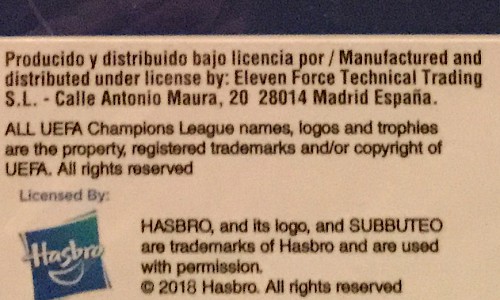 Producido y distribuido bajo licencia por / Manufactured and
distributed under license by: Eleven Force Technical Trading
S.L. - Calle Antonio Maura, 20 28014 Madrid España.
ALL UEFA Champions League names, logos and trophies
are the property, registered trademarks and/or copyright of
UEFA. All rights reserved
Licensed By:
Hasbro
HASBRO, and its logo, and SUBBUTEO
are trademarks of Hasbro and are used
with permission.
© 2018 Hasbro. All rights reserved